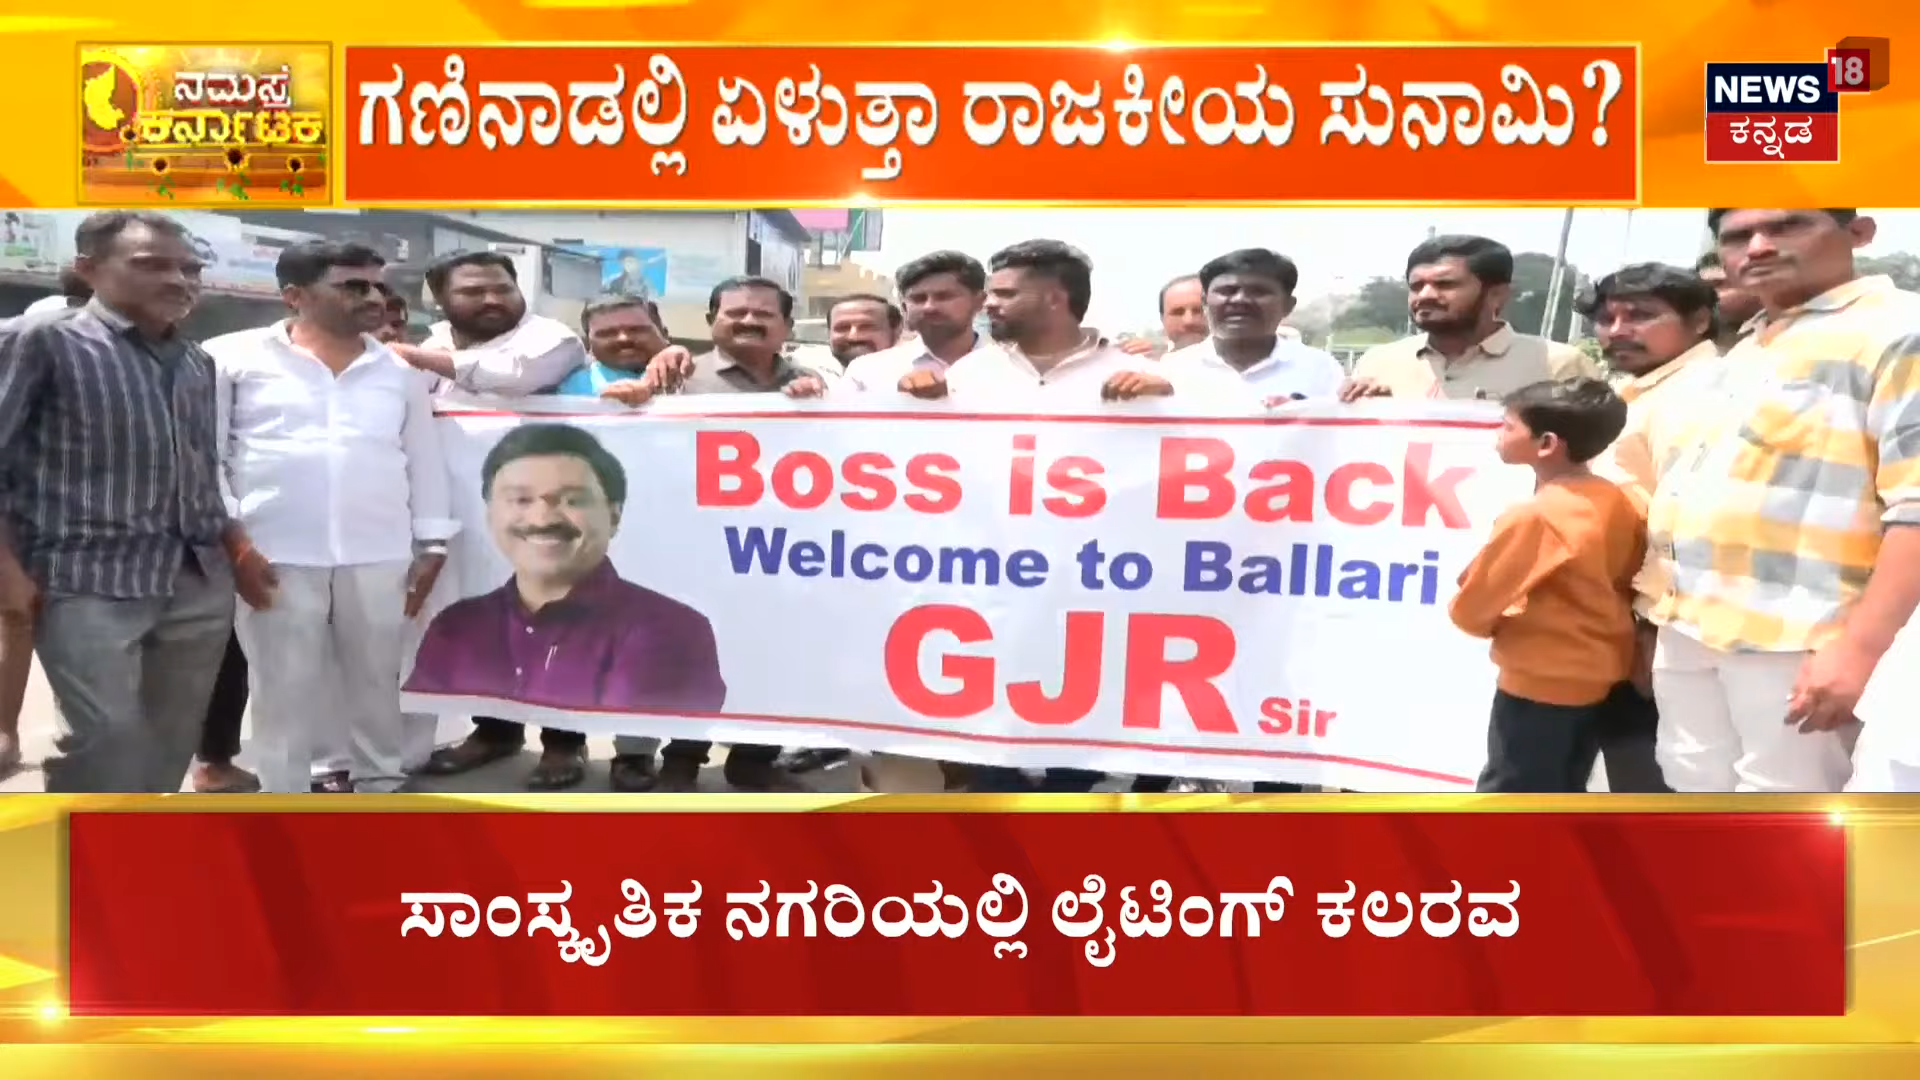 ನಮಸ್ತೆ
ಕರ್ನಾಟಕ
ಗಣಿನಾಡಲ್ಲಿ ಏಳುತ್ತಾ ರಾಜಕೀಯ ಸುನಾಮಿ?
NEWS 18
ಕನ್ನಡ
Boss is Back
Welcome to Ballari
GJR Sir
ಸಾಂಸ್ಕೃತಿಕ ನಗರಿಯಲ್ಲಿ ಲೈಟಿಂಗ್ ಕಲರವ